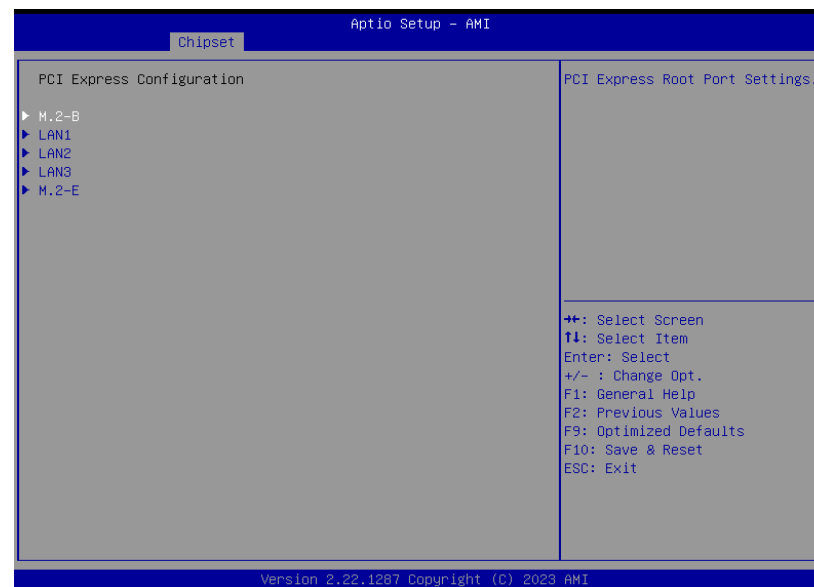 Aptio Setup – AMI
Chipset
PCI Express Configuration
M.2-B
LAN1
LAN2
LAN3
M.2-E
PCI Express Root Port Settings.
→←: Select Screen
↑↓: Select Item
Enter: Select
+/- : Change Opt.
F1: General Help
F2: Previous Values
F9: Optimized Defaults
F10: Save & Reset
ESC: Exit
Version 2.22.1287 Copyright (C) 2023 AMI